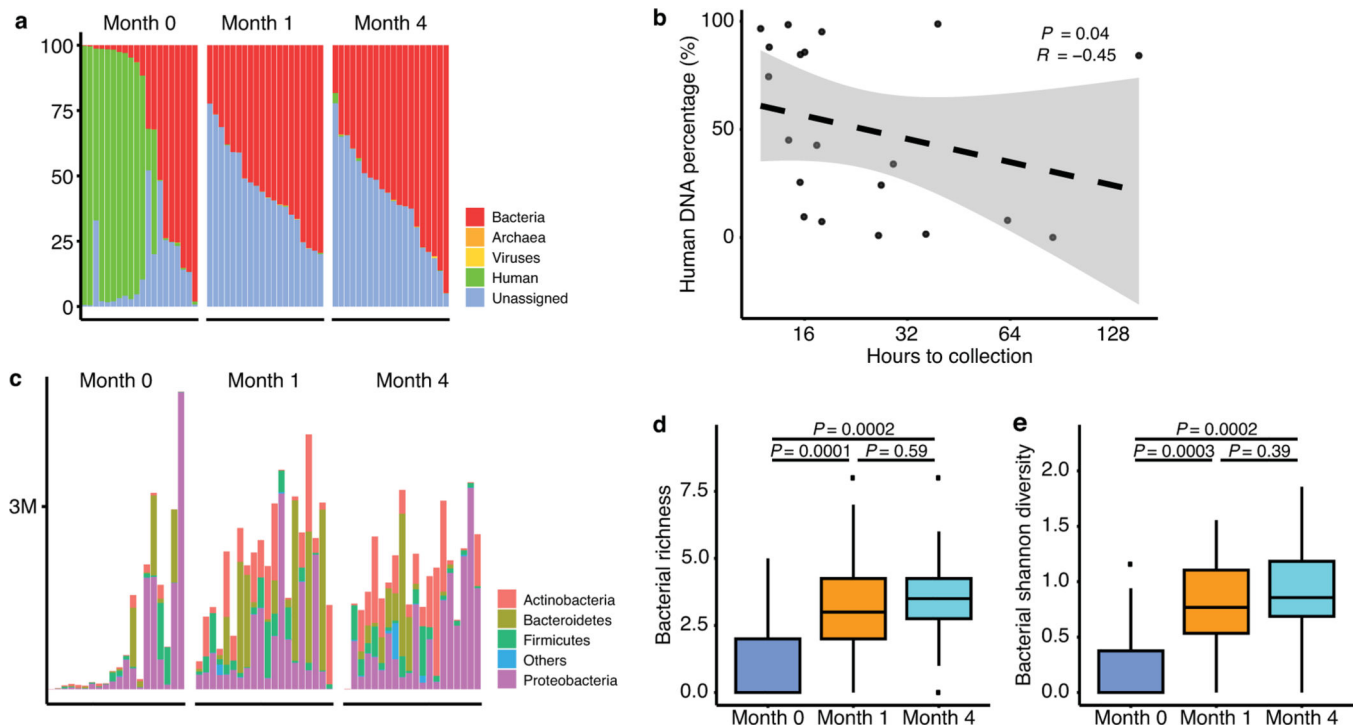 a
Month 0 Month 1 Month 4
100
75
50
25
0
Bacteria
Archaea
Viruses
Human
Unassigned
b
Human DNA percentage (%)
100
50
0
P = 0.04
R = −0.45
16 32 64 128
Hours to collection
c
Month 0 Month 1 Month 4
3M
Actinobacteria
Bacteroidetes
Firmicutes
Others
Proteobacteria
d
Bacterial richness
P = 0.0002
P = 0.0001 P = 0.59
7.5
5.0
2.5
0.0
Month 0 Month 1 Month 4
e
Bacterial shannon diversity
P = 0.0002
P = 0.0003 P = 0.39
2.0
1.5
1.0
0.5
0.0
Month 0 Month 1 Month 4